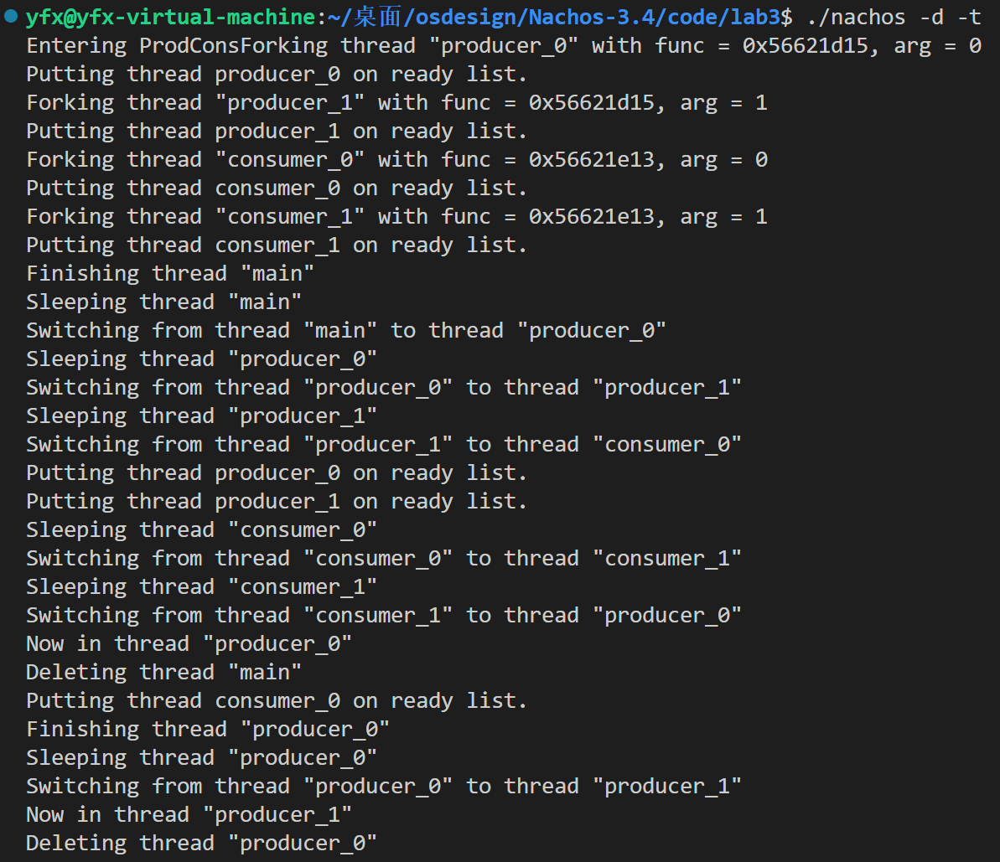 yfx@yfx-virtual-machine:~/桌面/osdesign/Nachos-3.4/code/lab3$ ./nachos -d -t
Entering ProdConsForking thread "producer_0" with func = 0x56621d15, arg = 0
Putting thread producer_0 on ready list.
Forking thread "producer_1" with func = 0x56621d15, arg = 1
Putting thread producer_1 on ready list.
Forking thread "consumer_0" with func = 0x56621e13, arg = 0
Putting thread consumer_0 on ready list.
Forking thread "consumer_1" with func = 0x56621e13, arg = 1
Putting thread consumer_1 on ready list.
Finishing thread "main"
Sleeping thread "main"
Switching from thread "main" to thread "producer_0"
Sleeping thread "producer_0"
Switching from thread "producer_0" to thread "producer_1"
Sleeping thread "producer_1"
Switching from thread "producer_1" to thread "consumer_0"
Putting thread producer_0 on ready list.
Putting thread producer_1 on ready list.
Sleeping thread "consumer_0"
Switching from thread "consumer_0" to thread "consumer_1"
Sleeping thread "consumer_1"
Switching from thread "consumer_1" to thread "producer_0"
Now in thread "producer_0"
Deleting thread "main"
Putting thread consumer_0 on ready list.
Finishing thread "producer_0"
Sleeping thread "producer_0"
Switching from thread "producer_0" to thread "producer_1"
Now in thread "producer_1"
Deleting thread "producer_0"